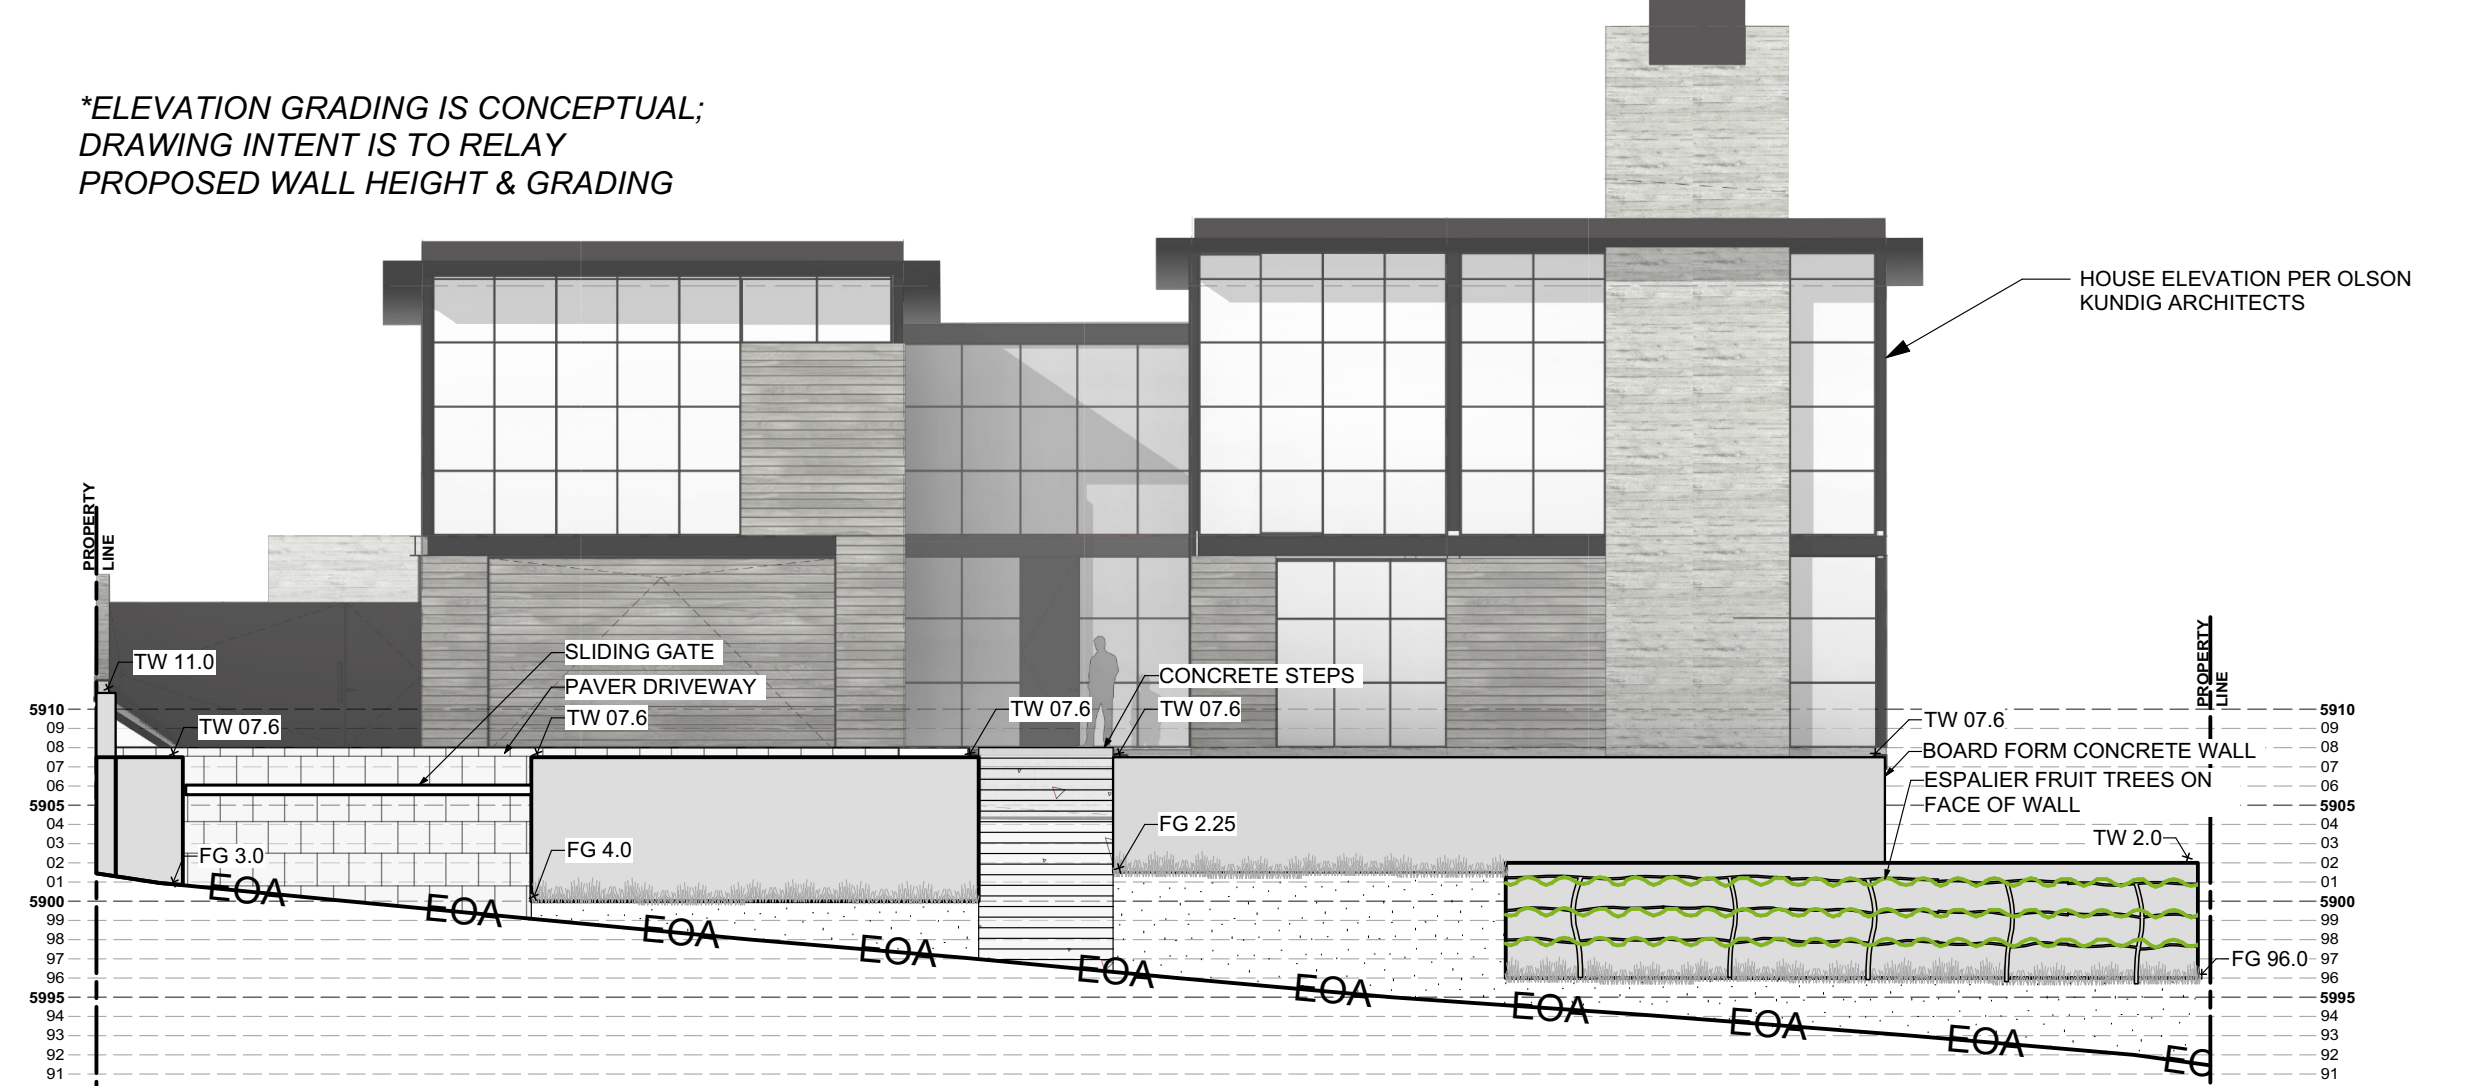 *ELEVATION GRADING IS CONCEPTUAL;
DRAWING INTENT IS TO RELAY
PROPOSED WALL HEIGHT & GRADING
HOUSE ELEVATION PER OLSON
KUNDIG ARCHITECTS
PROPERTY
LINE
PROPERTY
LINE
SLIDING GATE
TW 11.0
CONCRETE STEPS
PAVER DRIVEWAY
TW 07.6
TW 07.6
TW 07.6
TW 07.6
TW 07.6
BOARD FORM CONCRETE WALL
ESPALIER FRUIT TREES ON
FACE OF WALL
FG 2.25
TW 2.0
FG 4.0
FG 3.0
FG 96.0
EOA
EOA
EOA
EOA
EOA
EOA
EOA
EOA
EOA
EO
5910
09
08
07
06
5905
04
03
02
01
5900
99
98
97
96
5995
94
93
92
91
5910
09
08
07
06
5905
04
03
02
01
5900
99
98
97
96
5995
94
93
92
91